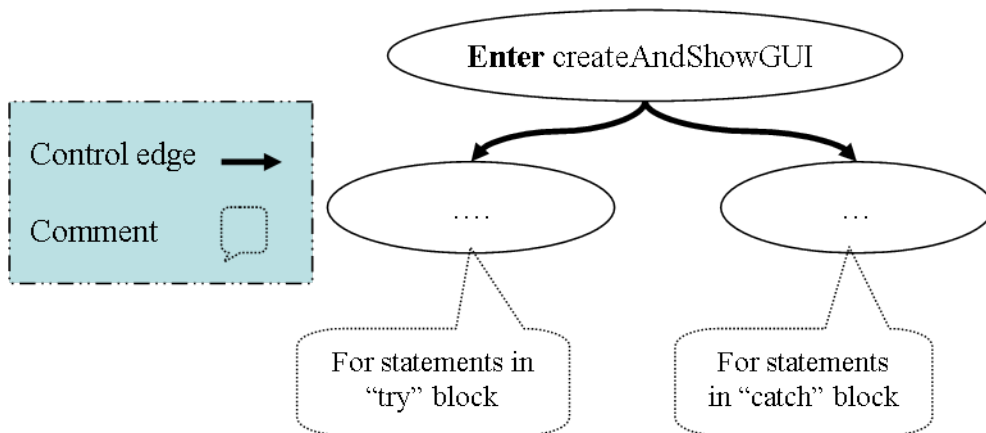 Enter createAndShowGUI
Control edge
Comment
....
...
For statements in
“try” block
For statements
in “catch” block